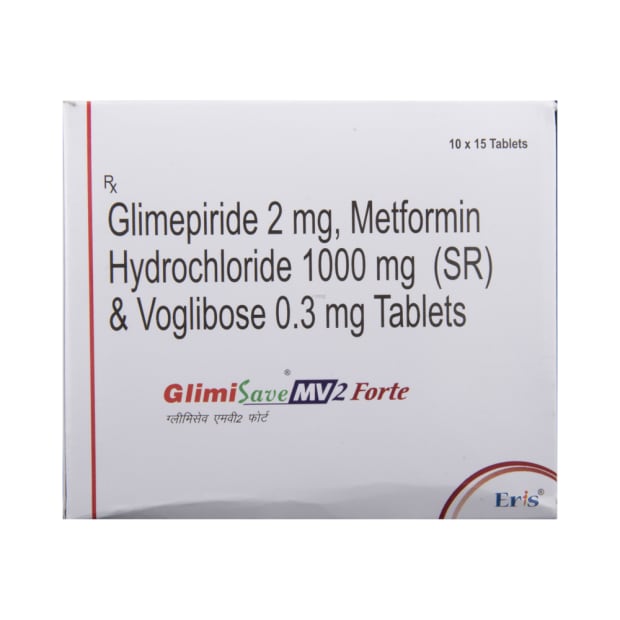 10 x 15 Tablets
Rx
Glimepiride 2 mg, Metformin
Hydrochloride 1000 mg (SR)
& Voglibose 0.3 mg Tablets
GlimiSave® MV2 Forte
ग्लीमिसेव एमवी2 फोर्ट
Eris®